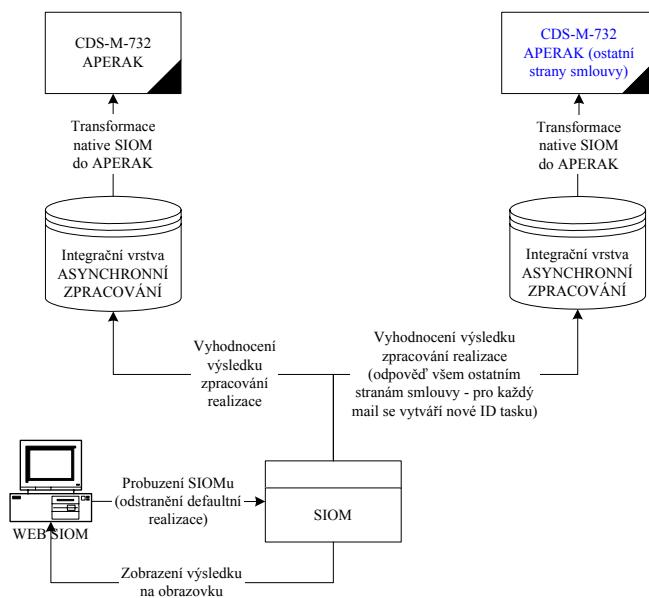 CDS-M-732
APERAK
CDS-M-732
APERAK (ostatní
strany smlouvy)
Transformace
native SIOM
do APERAK
Transformace
native SIOM
do APERAK
Integrační vrstva
ASYNCHRONNÍ
ZPRACOVÁNÍ
Integrační vrstva
ASYNCHRONNÍ
ZPRACOVÁNÍ
Vyhodnocení
výsledku
zpracování
realizace
Vyhodnocení výsledku
zpracování realizace
(odpověď všem ostatním
stranám smlouvy - pro každý
mail se vytváří nové ID tasku)
Probuzení SIOMu
(odstranění defaultní
realizace)
WEB SIOM
SIOM
Zobrazení výsledku
na obrazovku